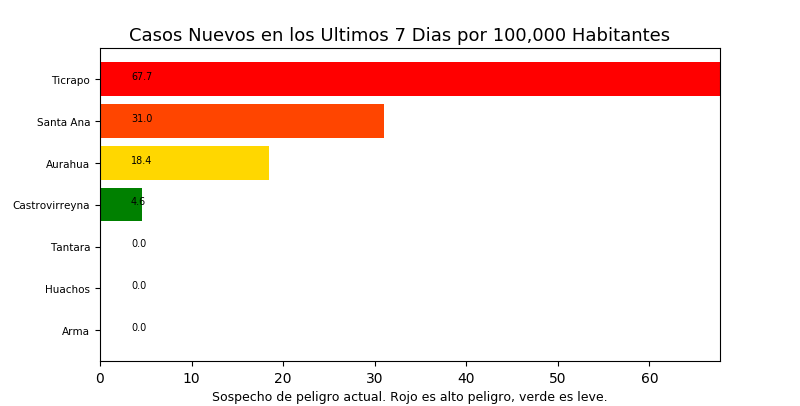 Casos Nuevos en los Ultimos 7 Dias por 100,000 Habitantes
Ticrapo 67.7
Santa Ana 31.0
Aurahua 18.4
Castrovirreyna 4.6
Tantara 0.0
Huachos 0.0
Arma 0.0
0 10 20 30 40 50 60
Sospecho de peligro actual. Rojo es alto peligro, verde es leve.